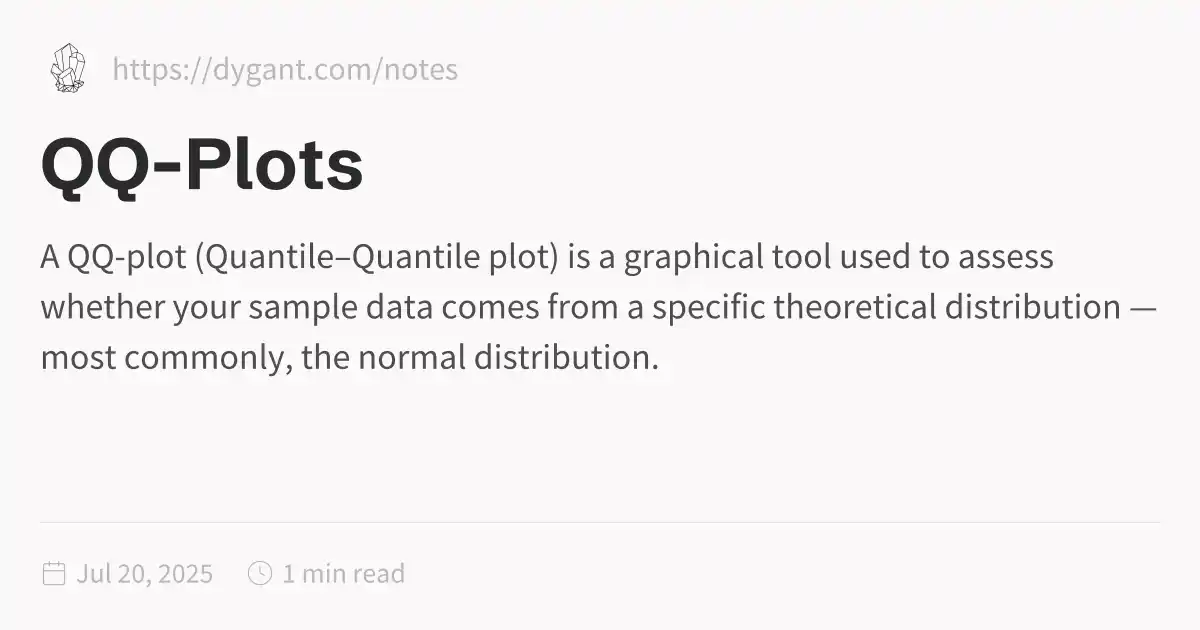 https://dygant.com/notes
QQ-Plots
A QQ-plot (Quantile–Quantile plot) is a graphical tool used to assess
whether your sample data comes from a specific theoretical distribution —
most commonly, the normal distribution.
Jul 20, 2025 1 min read